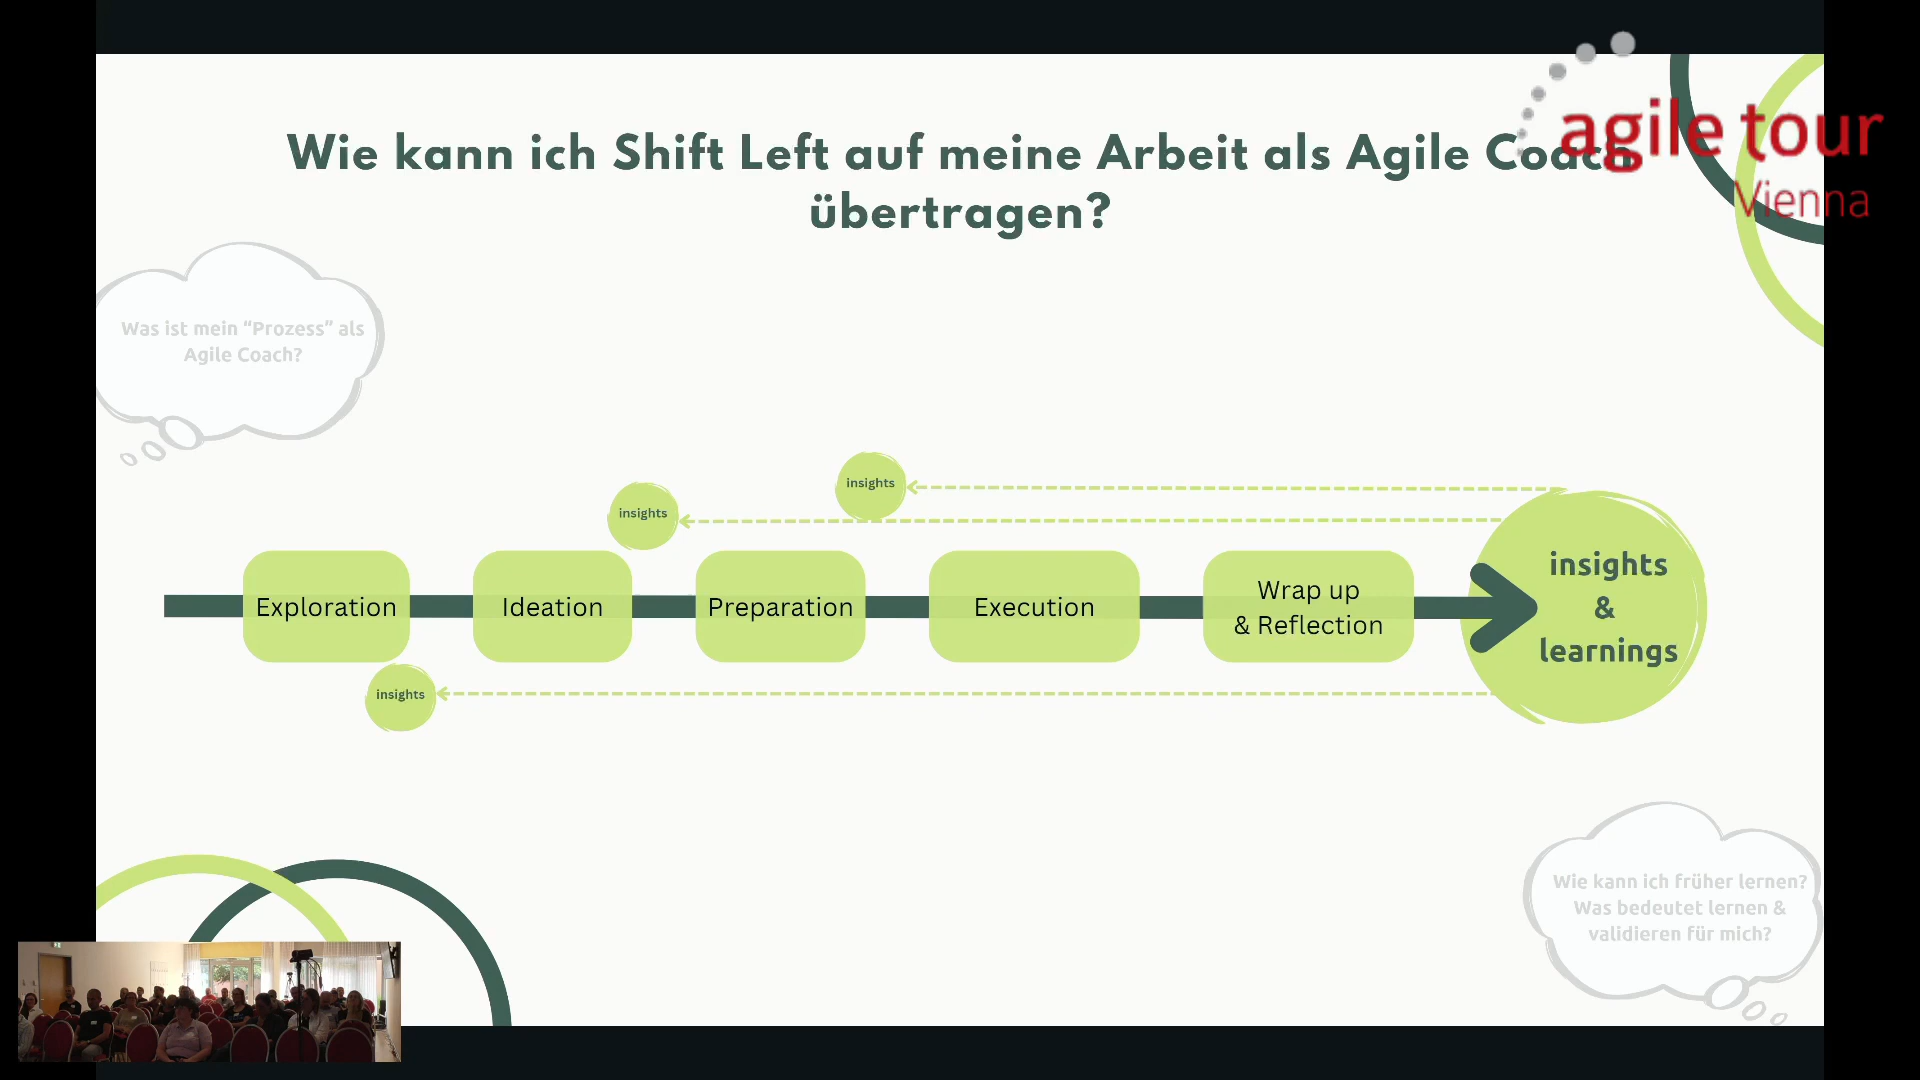 Wie kann ich Shift Left auf meine Arbeit als Agile Coach
übertragen?
agile tour
Vienna
Was ist mein “Prozess” als
Agile Coach?
insights
insights
Exploration
Ideation
Preparation
Execution
Wrap up
& Reflection
insights
&
learnings
insights
Wie kann ich früher lernen?
Was bedeutet lernen &
validieren für mich?